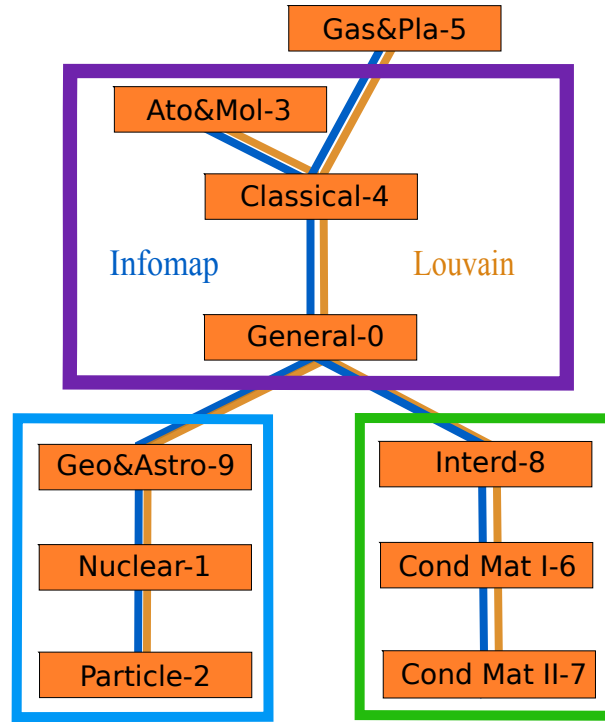 Gas&Pla-5
Ato&Mol-3
Classical-4
Infomap Louvain
General-0
Geo&Astro-9 Interd-8
Nuclear-1 Cond Mat I-6
Particle-2 Cond Mat II-7